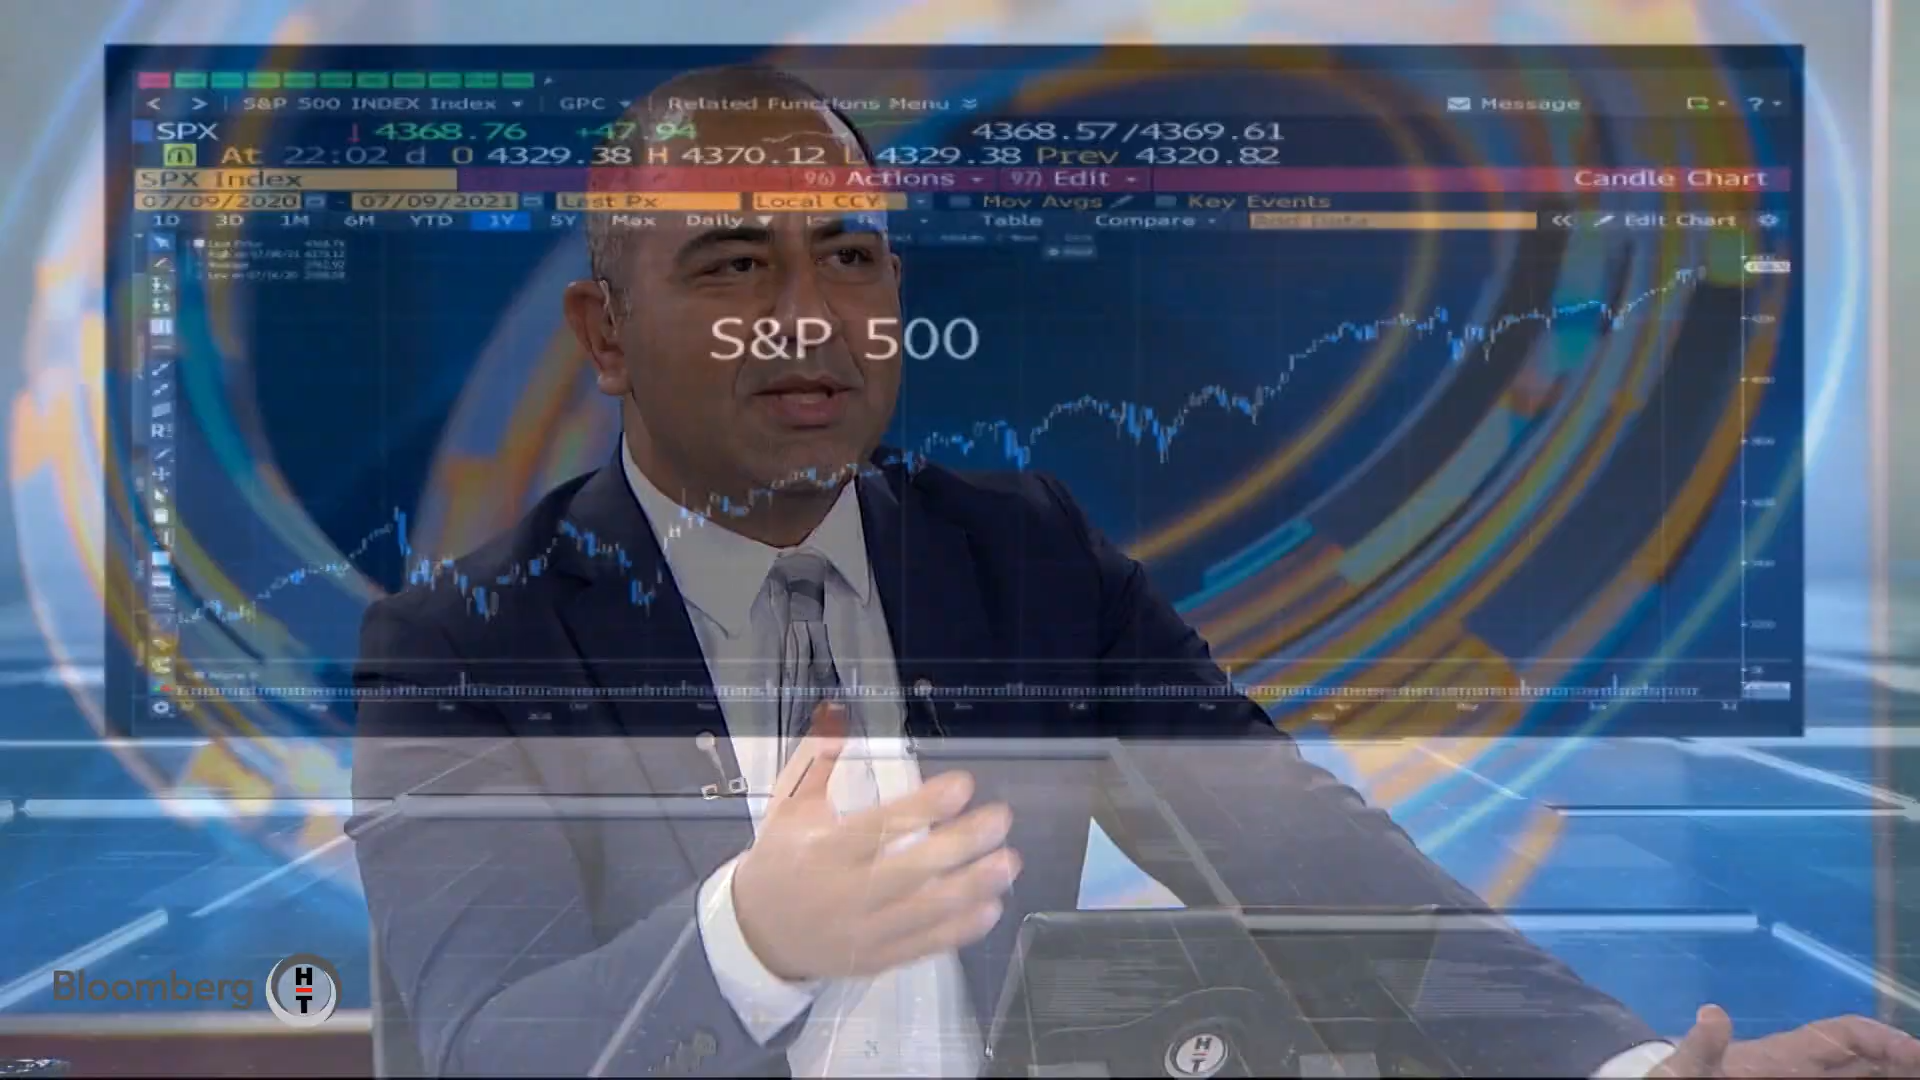 < > S&P 500 INDEX Index GPC Related Functions Menu Message ?
SPX 4368.76 +47.94 4368.57/4369.61
At 22:02 d O 4329.38 H 4370.12 L 4329.38 Prev 4320.82
SPX Index 96) Actions 97) Edit Candle Chart
07/09/2020 - 07/09/2021 Last Px Local CCY Mov Avgs Key Events
1D 3D 1M 6M YTD 1Y 5Y Max Daily Table Compare << Edit Chart
S&P 500
Bloomberg HT
HT